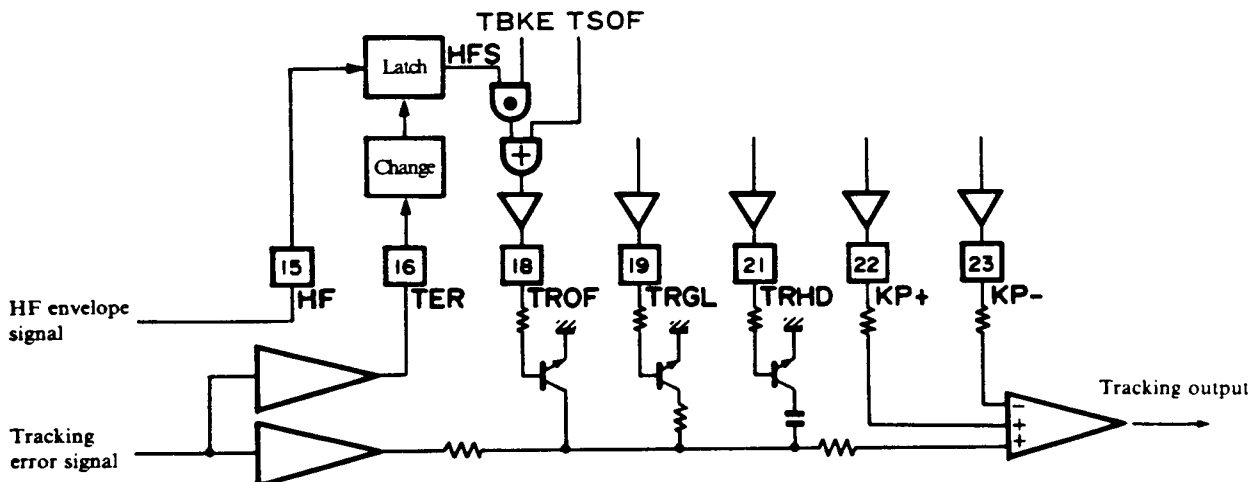 TBKE TSOF
Latch
HFS
•
+
Change
15
16
18
19
21
22
23
HF
TER
TROF
TRGL
TRHD
KP+
KP-
HF envelope
signal
Tracking
error signal
Tracking output
−
+
+